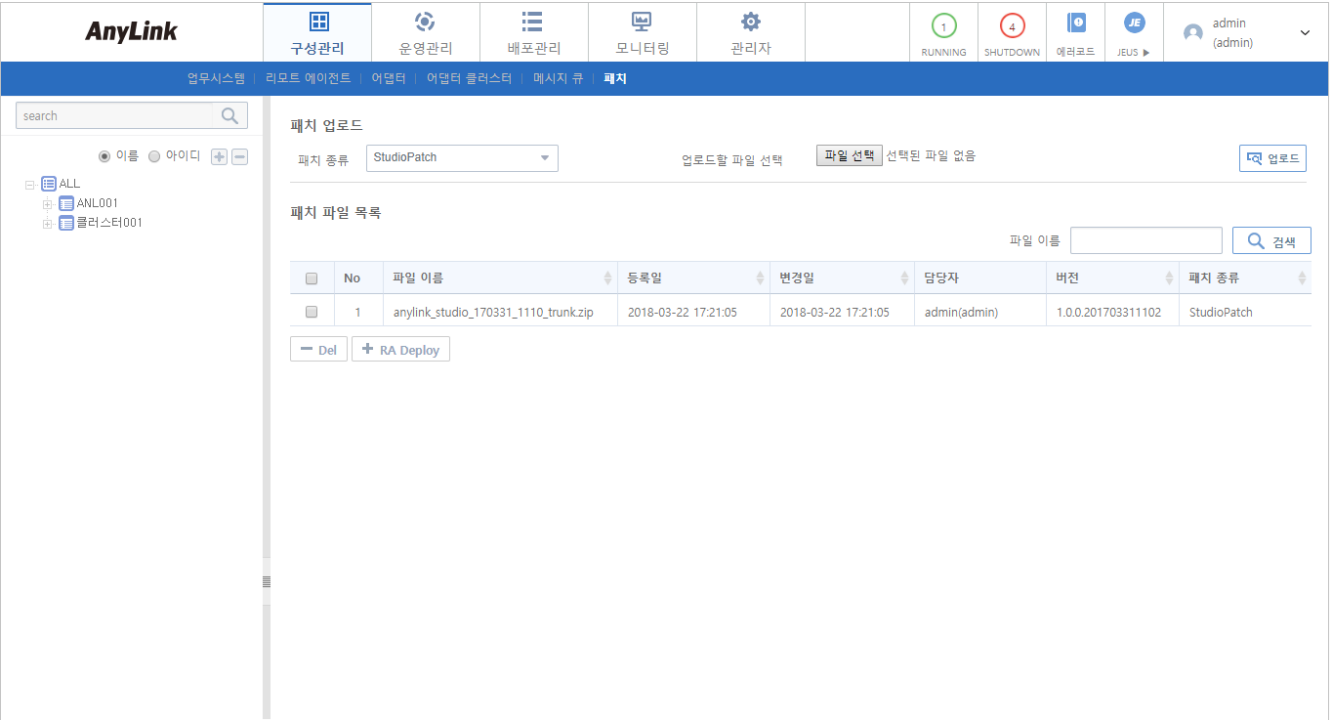 AnyLink
구성관리 운영관리 배포관리 모니터링 관리자
1 RUNNING 4 SHUTDOWN 에러코드 JE JEUS ▶ admin (admin)
업무시스템 | 리모트 에이전트 | 어댑터 | 어댑터 클러스터 | 메시지 큐 | 패치
search
이름 아이디
ALL
ANL001
클러스터001
패치 업로드
패치 종류 StudioPatch 업로드할 파일 선택 파일 선택 선택된 파일 없음 업로드
패치 파일 목록
파일 이름 검색
No 파일 이름 등록일 변경일 담당자 버전 패치 종류
1 anylink_studio_170331_1110_trunk.zip 2018-03-22 17:21:05 2018-03-22 17:21:05 admin(admin) 1.0.0.201703311102 StudioPatch
Del RA Deploy